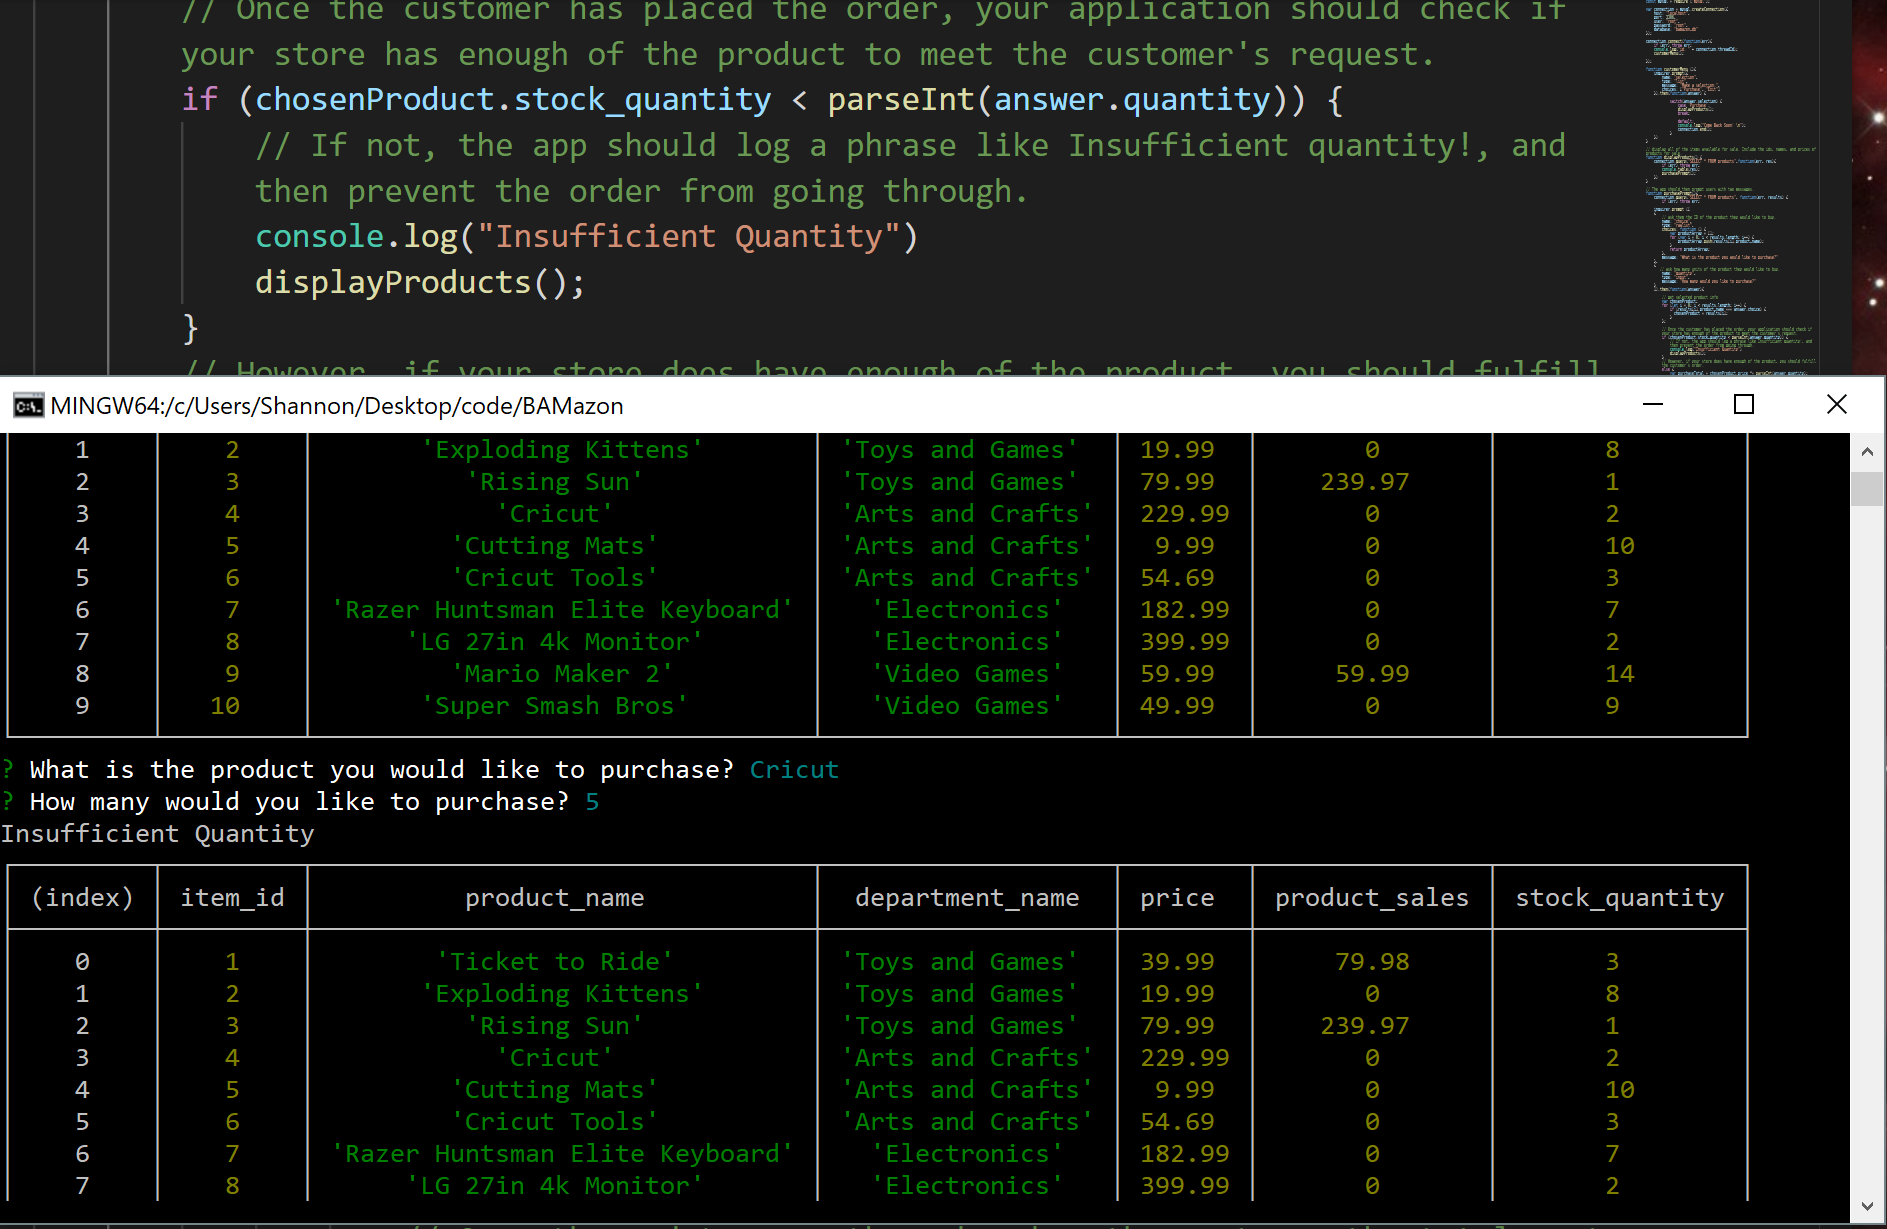 // Once the customer has placed the order, your application should check if
your store has enough of the product to meet the customer's request.
if (chosenProduct.stock_quantity < parseInt(answer.quantity)) {
// If not, the app should log a phrase like Insufficient quantity!, and
then prevent the order from going through.
console.log("Insufficient Quantity")
displayProducts();
}
// However, if your store does have enough of the product, you should fulfill
MINGW64:/c/Users/Shannon/Desktop/code/BAMazon
1 2 'Exploding Kittens' 'Toys and Games' 19.99 0 8
2 3 'Rising Sun' 'Toys and Games' 79.99 239.97 1
3 4 'Cricut' 'Arts and Crafts' 229.99 0 2
4 5 'Cutting Mats' 'Arts and Crafts' 9.99 0 10
5 6 'Cricut Tools' 'Arts and Crafts' 54.69 0 3
6 7 'Razer Huntsman Elite Keyboard' 'Electronics' 182.99 0 7
7 8 'LG 27in 4k Monitor' 'Electronics' 399.99 0 2
8 9 'Mario Maker 2' 'Video Games' 59.99 59.99 14
9 10 'Super Smash Bros' 'Video Games' 49.99 0 9
? What is the product you would like to purchase? Cricut
? How many would you like to purchase? 5
Insufficient Quantity
(index) item_id product_name department_name price product_sales stock_quantity
0 1 'Ticket to Ride' 'Toys and Games' 39.99 79.98 3
1 2 'Exploding Kittens' 'Toys and Games' 19.99 0 8
2 3 'Rising Sun' 'Toys and Games' 79.99 239.97 1
3 4 'Cricut' 'Arts and Crafts' 229.99 0 2
4 5 'Cutting Mats' 'Arts and Crafts' 9.99 0 10
5 6 'Cricut Tools' 'Arts and Crafts' 54.69 0 3
6 7 'Razer Huntsman Elite Keyboard' 'Electronics' 182.99 0 7
7 8 'LG 27in 4k Monitor' 'Electronics' 399.99 0 2